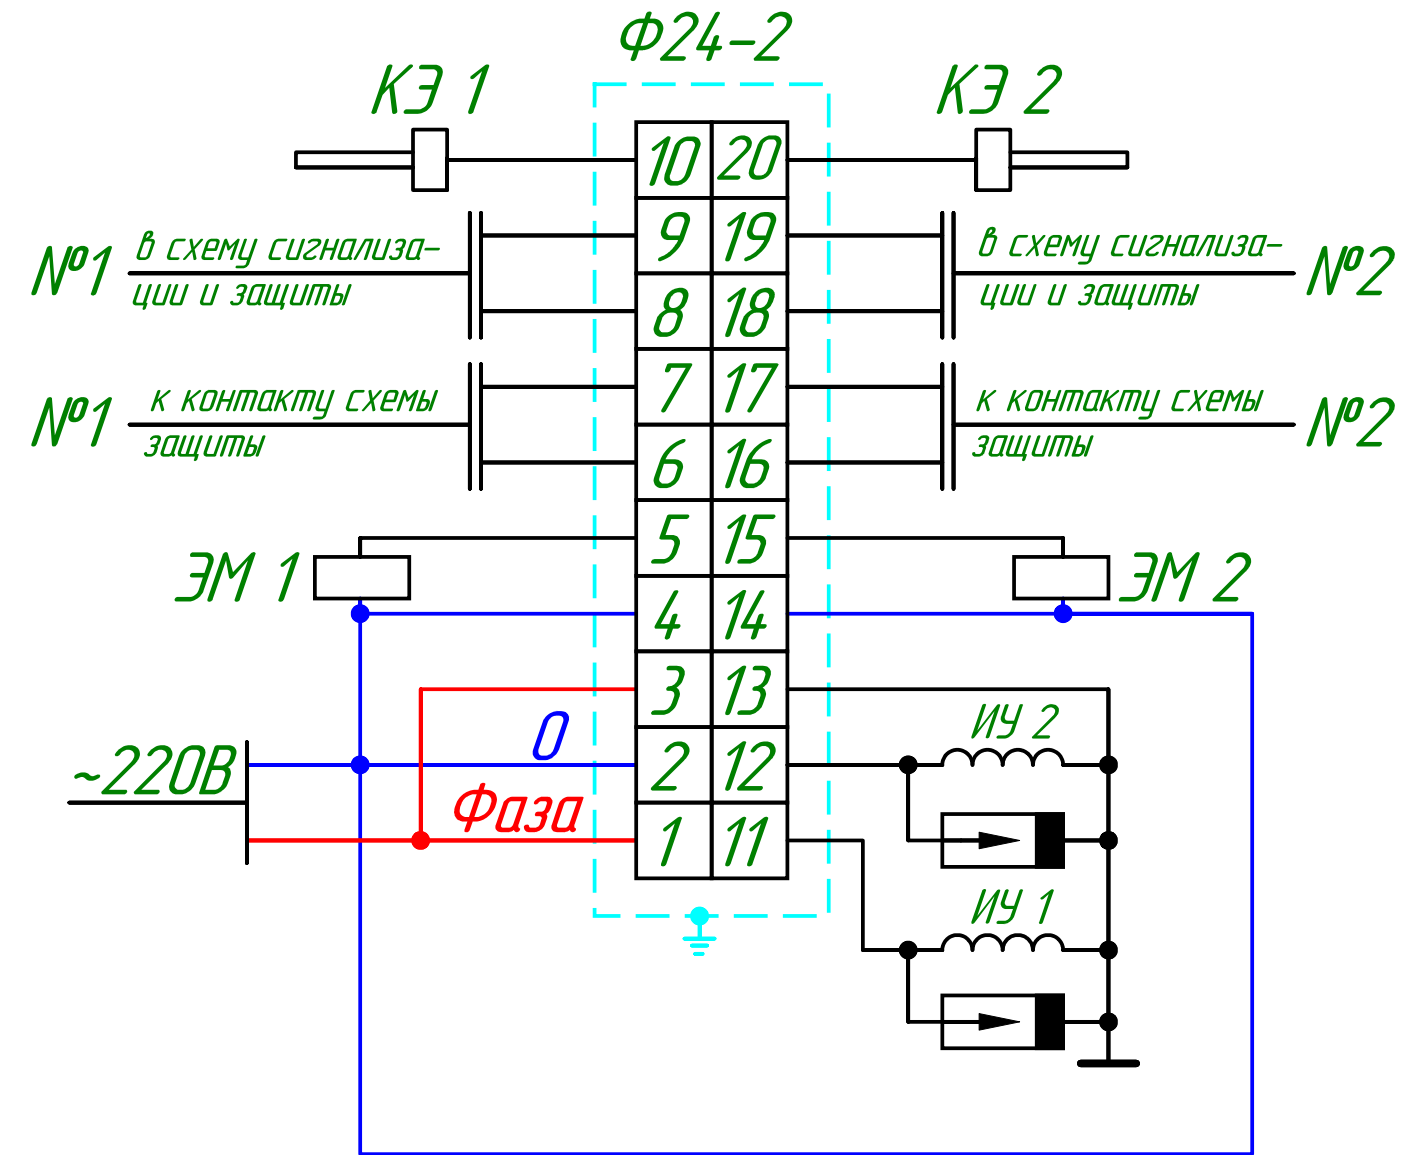 Ф24-2
КЭ 1
КЭ 2
10 20
9 19
№1 в схему сигнализа-
ции и защиты
в схему сигнализа- №2
ции и защиты
8 18
7 17
№1 к контакту схемы
защиты
к контакту схемы №2
защиты
6 16
5 15
ЭМ 1
ЭМ 2
4 14
3 13
ИУ 2
0
~220В
2 12
Фаза
1 11
ИУ 1